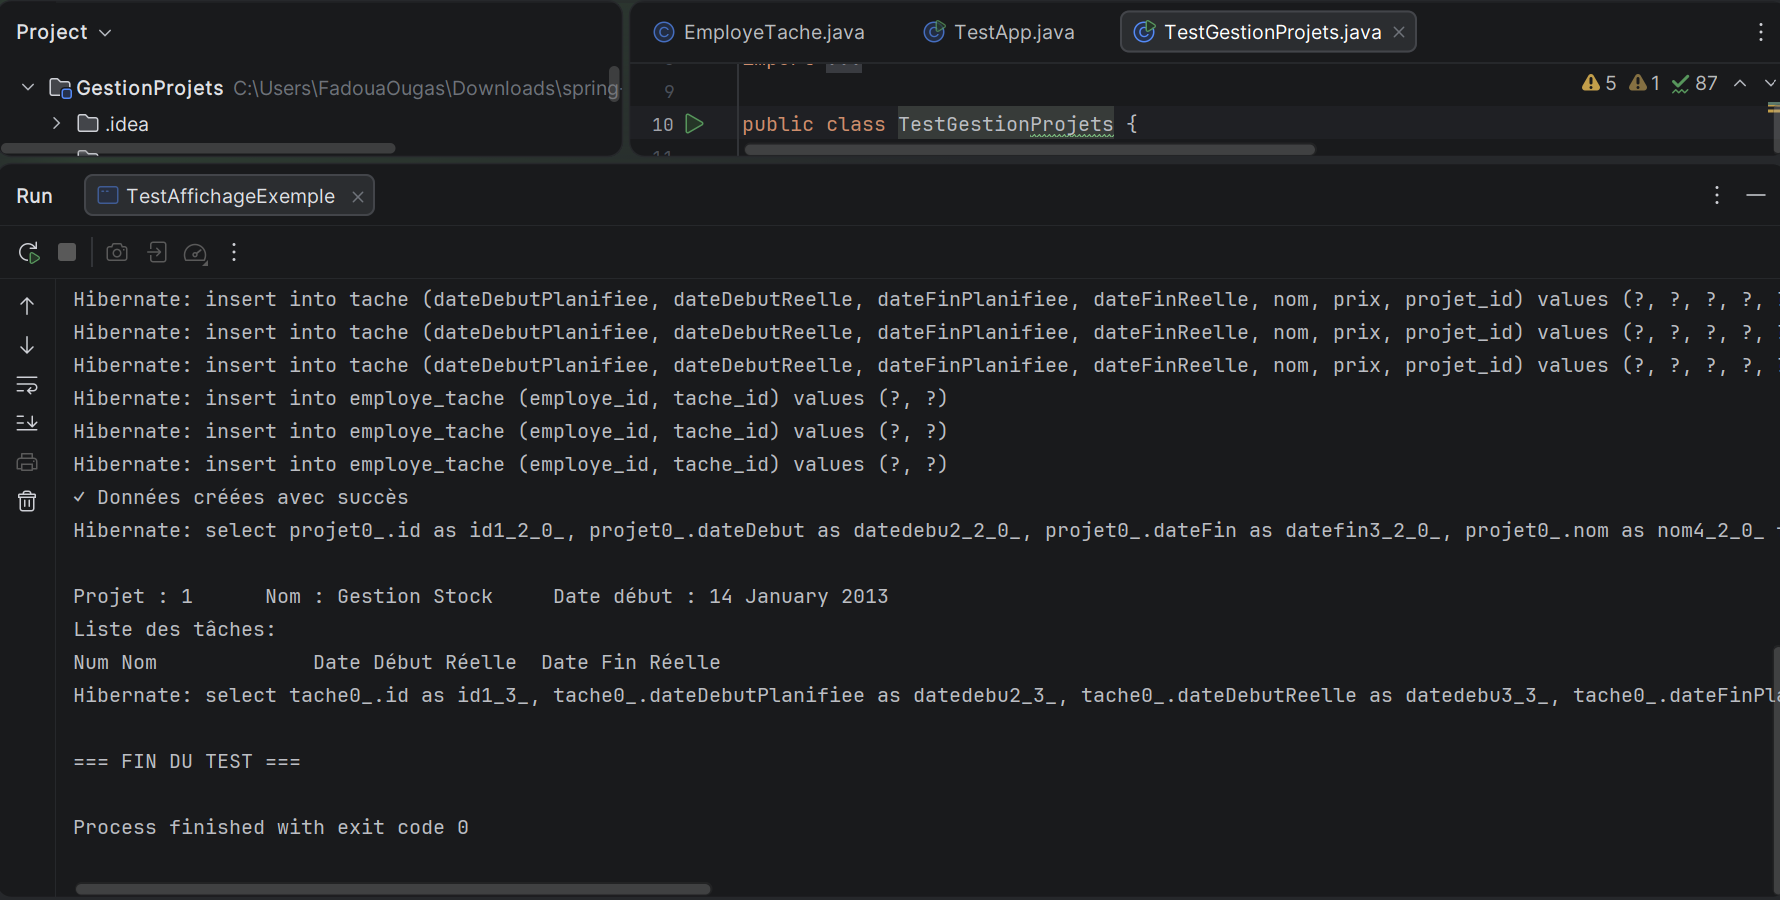 Project
EmployeTache.java
TestApp.java
TestGestionProjets.java
GestionProjets C:\Users\FadouaOugas\Downloads\spring-
.idea
9
5 1 87
10 public class TestGestionProjets {
Run
TestAffichageExemple
Hibernate: insert into tache (dateDebutPlanifiee, dateDebutReelle, dateFinPlanifiee, dateFinReelle, nom, prix, projet_id) values (?, ?, ?, ?,
Hibernate: insert into tache (dateDebutPlanifiee, dateDebutReelle, dateFinPlanifiee, dateFinReelle, nom, prix, projet_id) values (?, ?, ?, ?,
Hibernate: insert into tache (dateDebutPlanifiee, dateDebutReelle, dateFinPlanifiee, dateFinReelle, nom, prix, projet_id) values (?, ?, ?, ?,
Hibernate: insert into employe_tache (employe_id, tache_id) values (?, ?)
Hibernate: insert into employe_tache (employe_id, tache_id) values (?, ?)
Hibernate: insert into employe_tache (employe_id, tache_id) values (?, ?)
✓ Données créées avec succès
Hibernate: select projet0_.id as id1_2_0_, projet0_.dateDebut as datedebu2_2_0_, projet0_.dateFin as datefin3_2_0_, projet0_.nom as nom4_2_0_
Projet : 1      Nom : Gestion Stock     Date début : 14 January 2013
Liste des tâches:
Num Nom             Date Début Réelle  Date Fin Réelle
Hibernate: select tache0_.id as id1_3_, tache0_.dateDebutPlanifiee as datedebu2_3_, tache0_.dateDebutReelle as datedebu3_3_, tache0_.dateFinPla
=== FIN DU TEST ===
Process finished with exit code 0